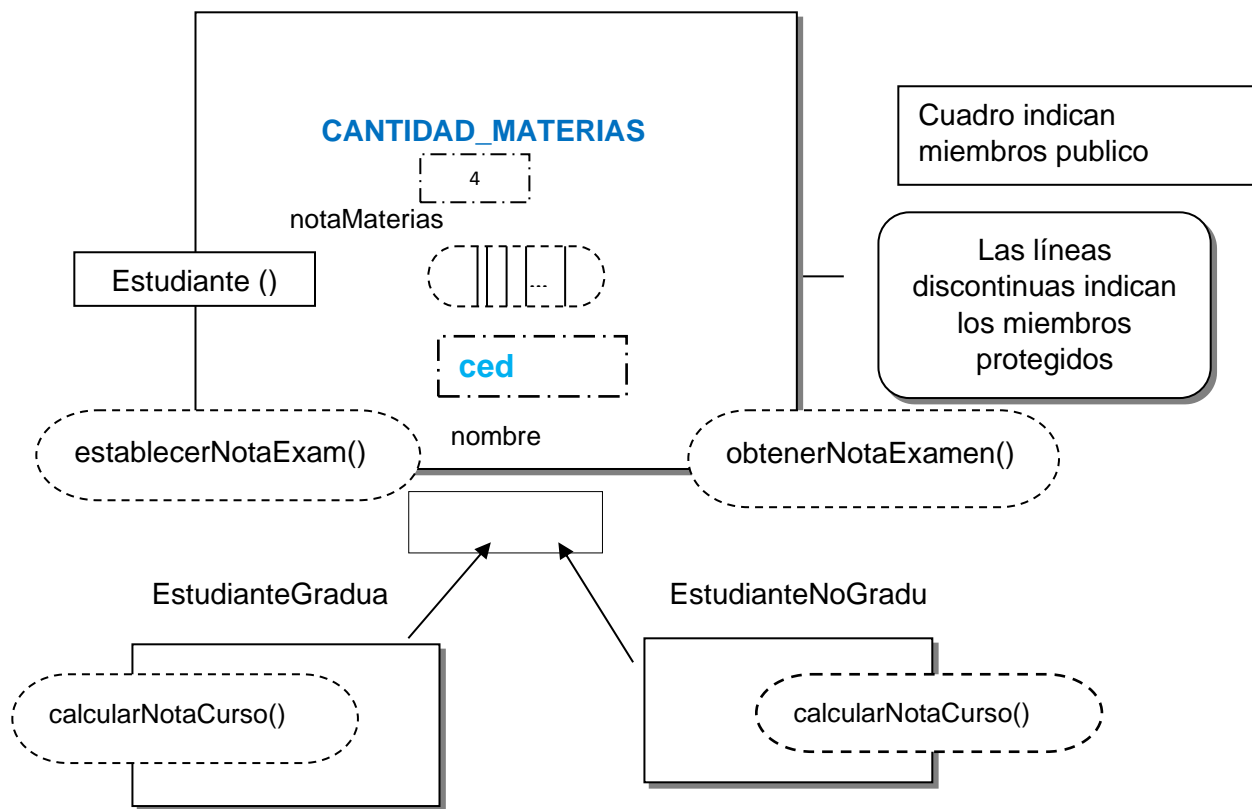 CANTIDAD_MATERIAS
4
notaMaterias
Estudiante ()
...
ced
nombre
establecerNotaExam()
obtenerNotaExamen()
Cuadro indican
miembros publico
Las líneas
discontinuas indican
los miembros
protegidos
EstudianteGradua
EstudianteNoGradu
calcularNotaCurso()
calcularNotaCurso()